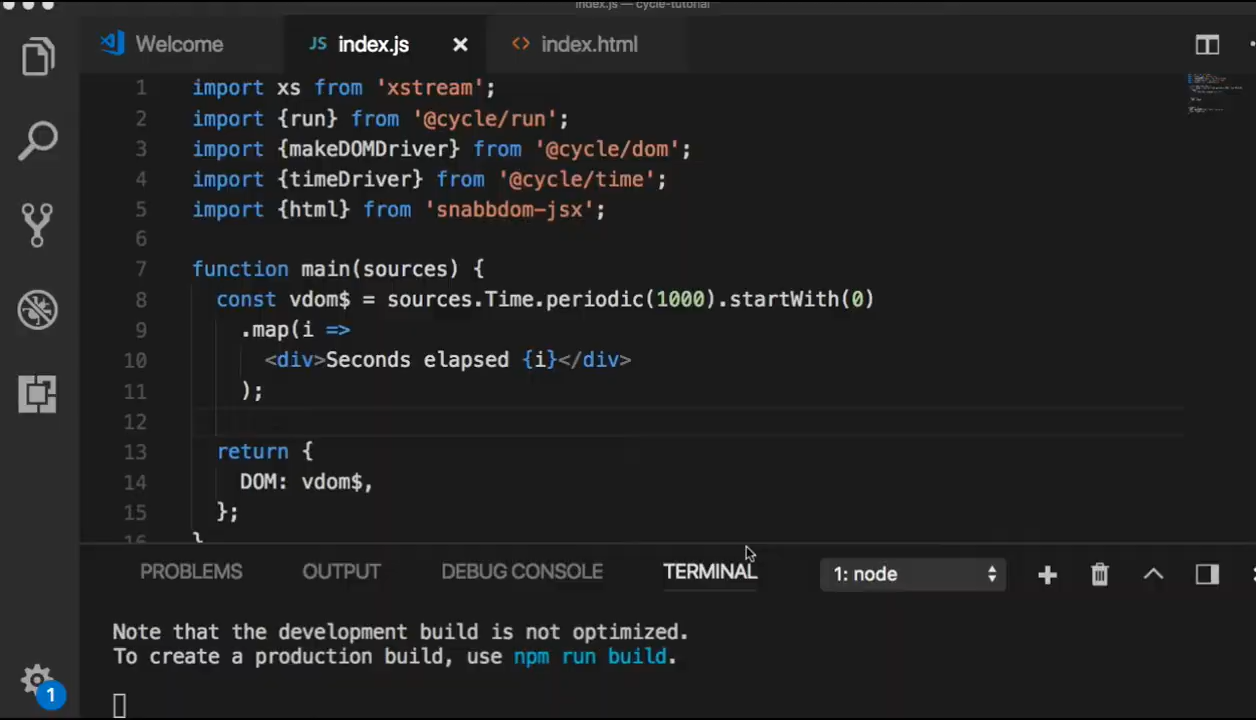 index.js — cycle-tutorial
Welcome
JS index.js
<> index.html
1 import xs from 'xstream';
2 import {run} from '@cycle/run';
3 import {makeDOMDriver} from '@cycle/dom';
4 import {timeDriver} from '@cycle/time';
5 import {html} from 'snabbdom-jsx';
6
7 function main(sources) {
8 const vdom$ = sources.Time.periodic(1000).startWith(0)
9 .map(i =>
10 <div>Seconds elapsed {i}</div>
11 );
12
13 return {
14 DOM: vdom$,
15 };
16 }
PROBLEMS OUTPUT DEBUG CONSOLE TERMINAL 1: node
Note that the development build is not optimized.
To create a production build, use npm run build.
1